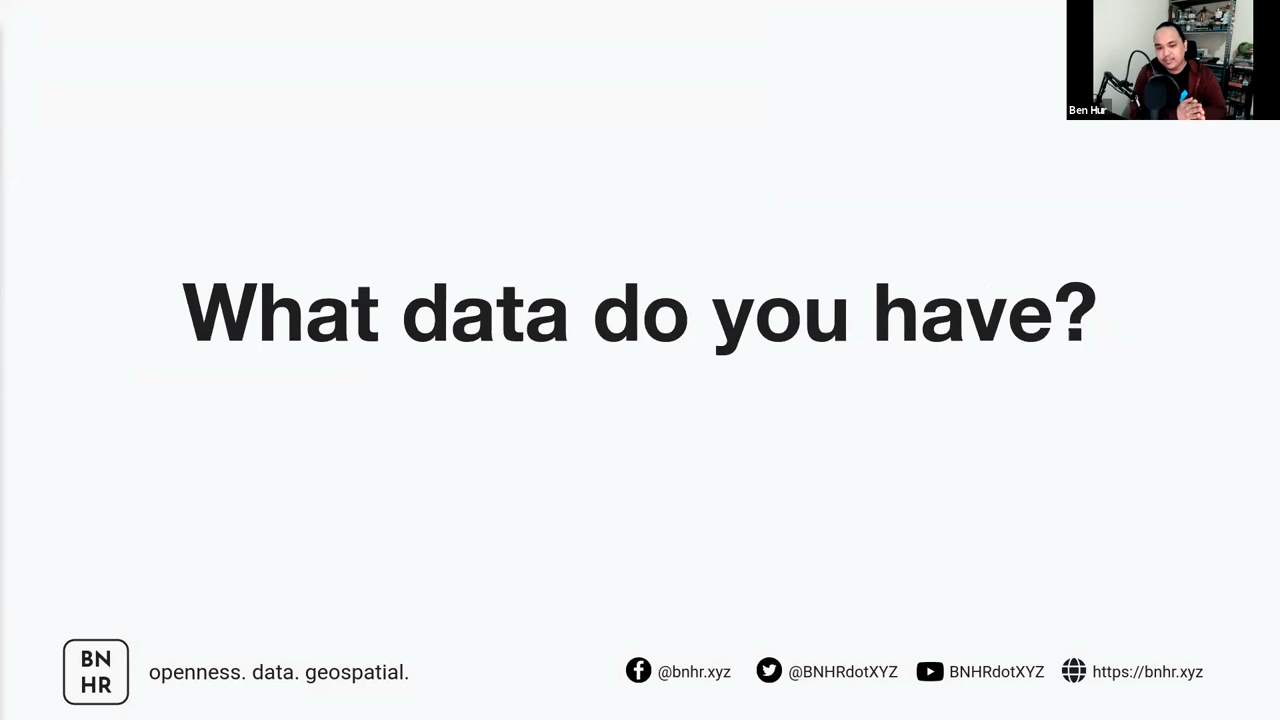 Ben Hur
What data do you have?
BN
HR
openness. data. geospatial.
@bnhr.xyz
@BNHRdotXYZ
BNHRdotXYZ
https://bnhr.xyz